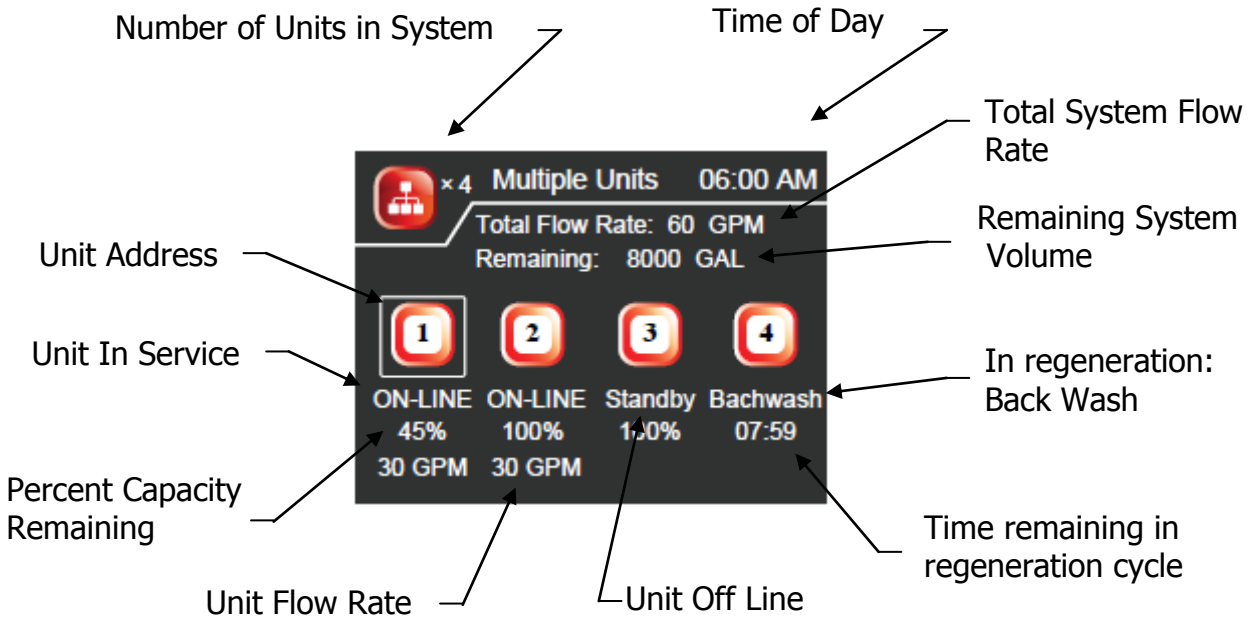 Number of Units in System
Time of Day
Total System Flow
Rate
× 4 Multiple Units 06:00 AM
Total Flow Rate: 60 GPM
Remaining: 8000 GAL
Remaining System
Volume
Unit Address
1 2 3 4
Unit In Service
In regeneration:
Back Wash
ON-LINE ON-LINE Standby Bachwash
45% 100% 100% 07:59
30 GPM 30 GPM
Percent Capacity
Remaining
Time remaining in
regeneration cycle
Unit Flow Rate
Unit Off Line